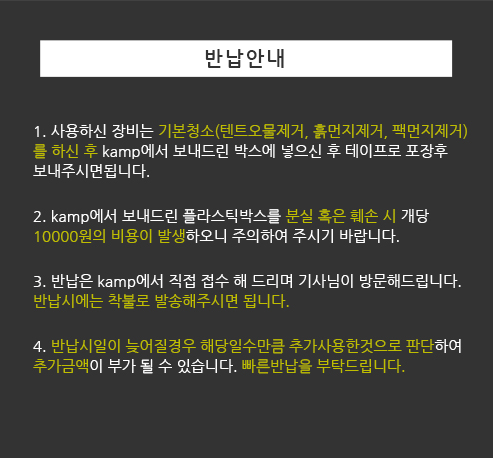 반납안내
1. 사용하신 장비는 기본청소(텐트오물제거, 흙먼지제거, 팩먼지제거)
를 하신 후 kamp에서 보내드린 박스에 넣으신 후 테이프로 포장후
보내주시면됩니다.
2. kamp에서 보내드린 플라스틱박스를 분실 혹은 훼손 시 개당
10000원의 비용이 발생하오니 주의하여 주시기 바랍니다.
3. 반납은 kamp에서 직접 접수 해 드리며 기사님이 방문해드립니다.
반납시에는 착불로 발송해주시면 됩니다.
4. 반납시일이 늦어질경우 해당일수만큼 추가사용한것으로 판단하여
추가금액이 부가 될 수 있습니다. 빠른반납을 부탁드립니다.